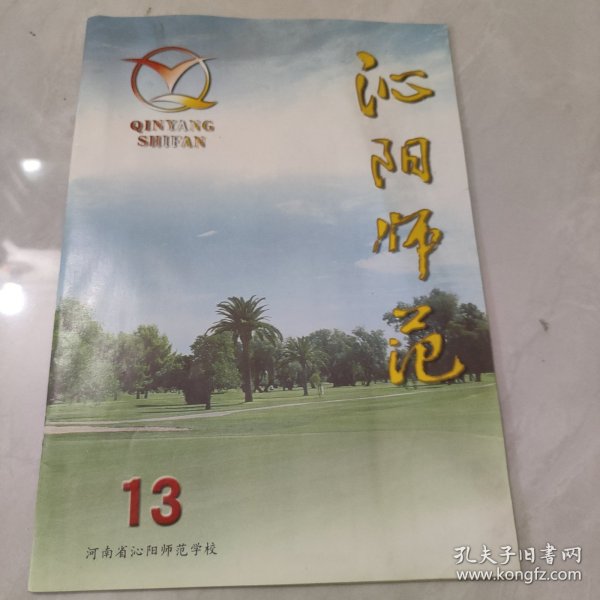 QINYANG
SHIFAN
沁阳师范
13
河南省沁阳师范学校
孔夫子旧书网
www.kongfz.com